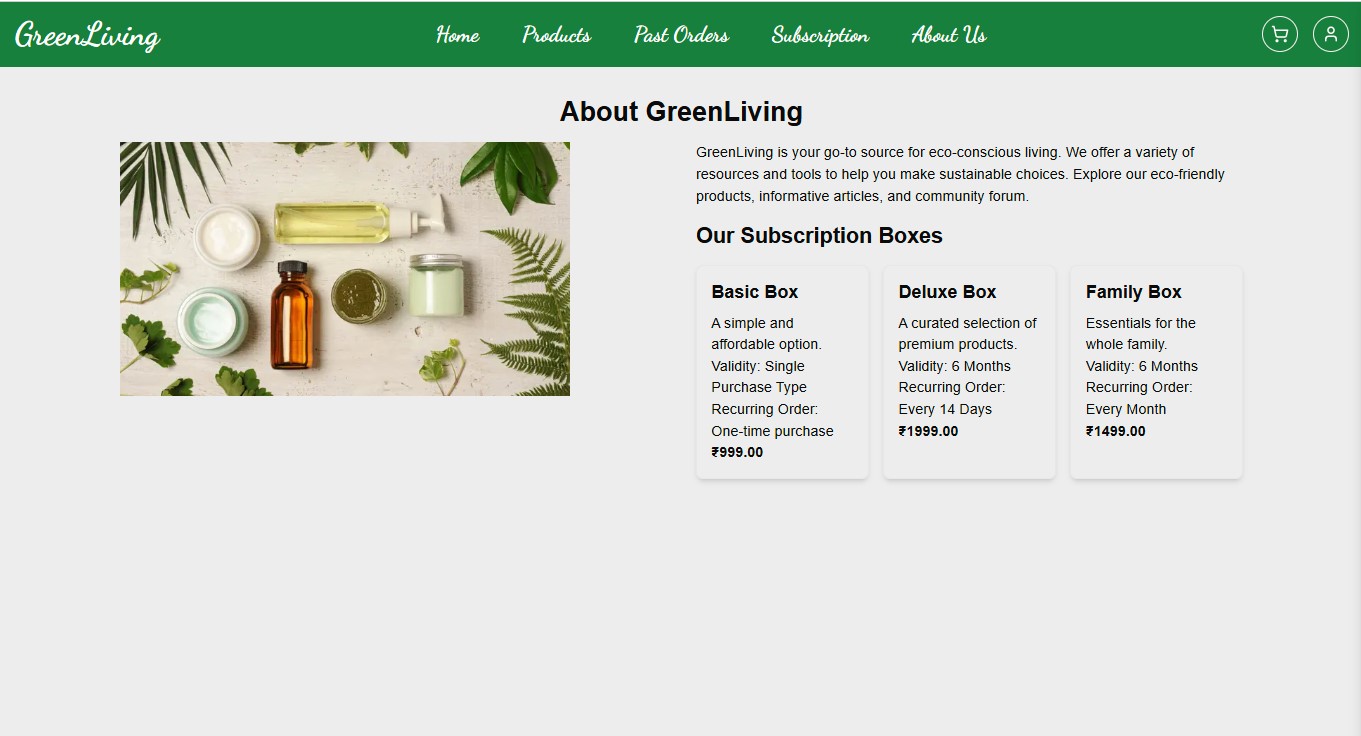 GreenLiving
Home Products Past Orders Subscription About Us
About GreenLiving
GreenLiving is your go-to source for eco-conscious living. We offer a variety of
resources and tools to help you make sustainable choices. Explore our eco-friendly
products, informative articles, and community forum.
Our Subscription Boxes
Basic Box
A simple and
affordable option.
Validity: Single
Purchase Type
Recurring Order:
One-time purchase
₹999.00
Deluxe Box
A curated selection of
premium products.
Validity: 6 Months
Recurring Order:
Every 14 Days
₹1999.00
Family Box
Essentials for the
whole family.
Validity: 6 Months
Recurring Order:
Every Month
₹1499.00